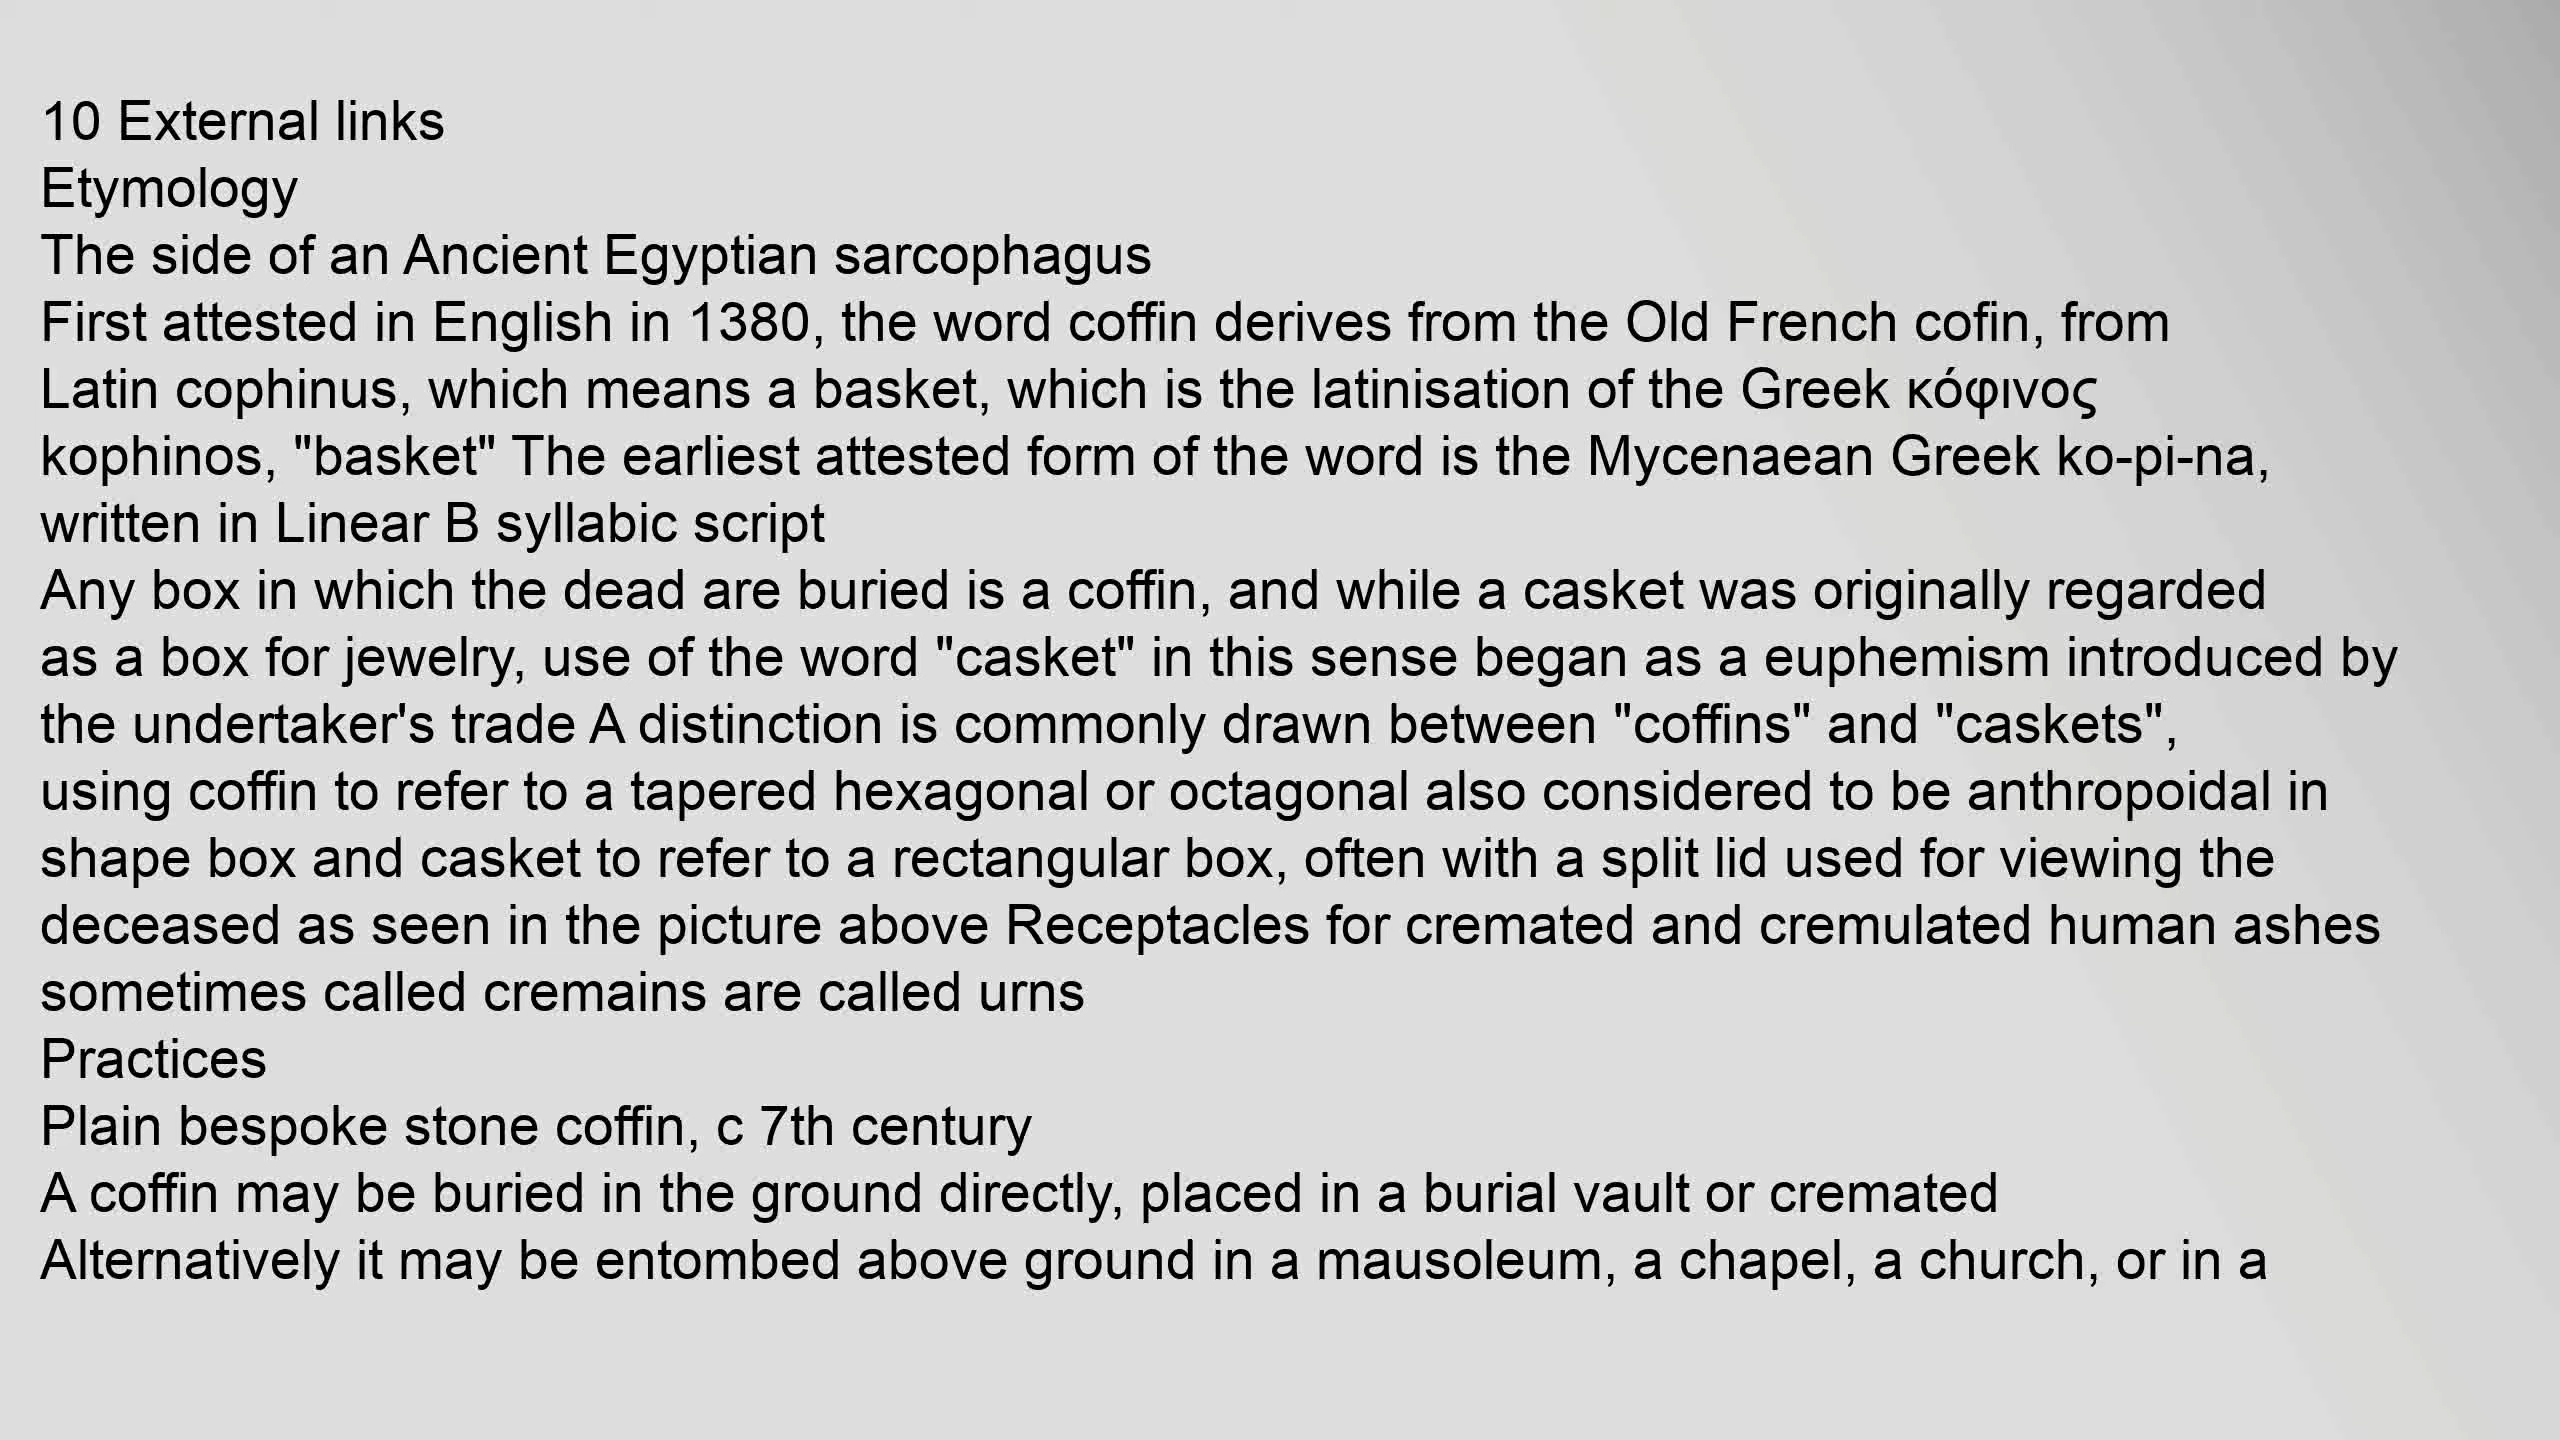 10 External links
Etymology
The side of an Ancient Egyptian sarcophagus
First attested in English in 1380, the word coffin derives from the Old French cofin, from
Latin cophinus, which means a basket, which is the latinisation of the Greek κόφινος
kophinos, "basket" The earliest attested form of the word is the Mycenaean Greek ko-pi-na,
written in Linear B syllabic script
Any box in which the dead are buried is a coffin, and while a casket was originally regarded
as a box for jewelry, use of the word "casket" in this sense began as a euphemism introduced by
the undertaker's trade A distinction is commonly drawn between "coffins" and "caskets",
using coffin to refer to a tapered hexagonal or octagonal also considered to be anthropoidal in
shape box and casket to refer to a rectangular box, often with a split lid used for viewing the
deceased as seen in the picture above Receptacles for cremated and cremulated human ashes
sometimes called cremains are called urns
Practices
Plain bespoke stone coffin, c 7th century
A coffin may be buried in the ground directly, placed in a burial vault or cremated
Alternatively it may be entombed above ground in a mausoleum, a chapel, a church, or in a